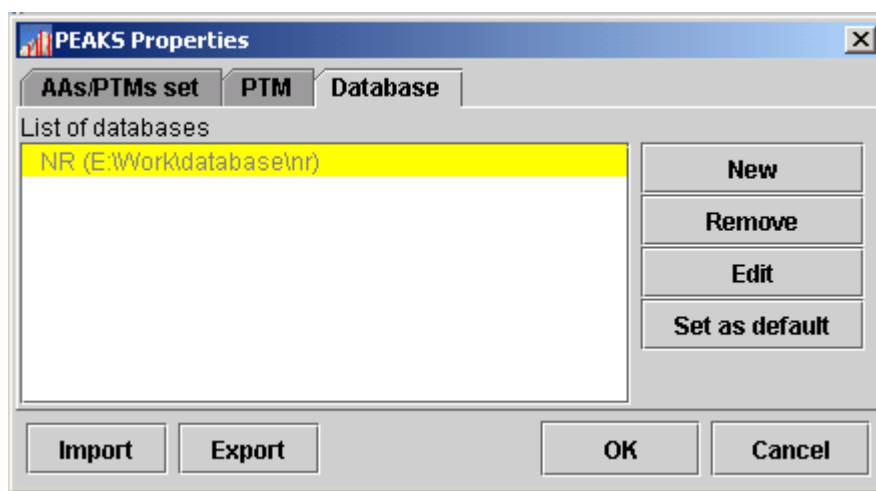 PEAKS Properties
AAs/PTMs set PTM Database
List of databases
NR (E:\Work\database\nr)
New
Remove
Edit
Set as default
Import Export OK Cancel